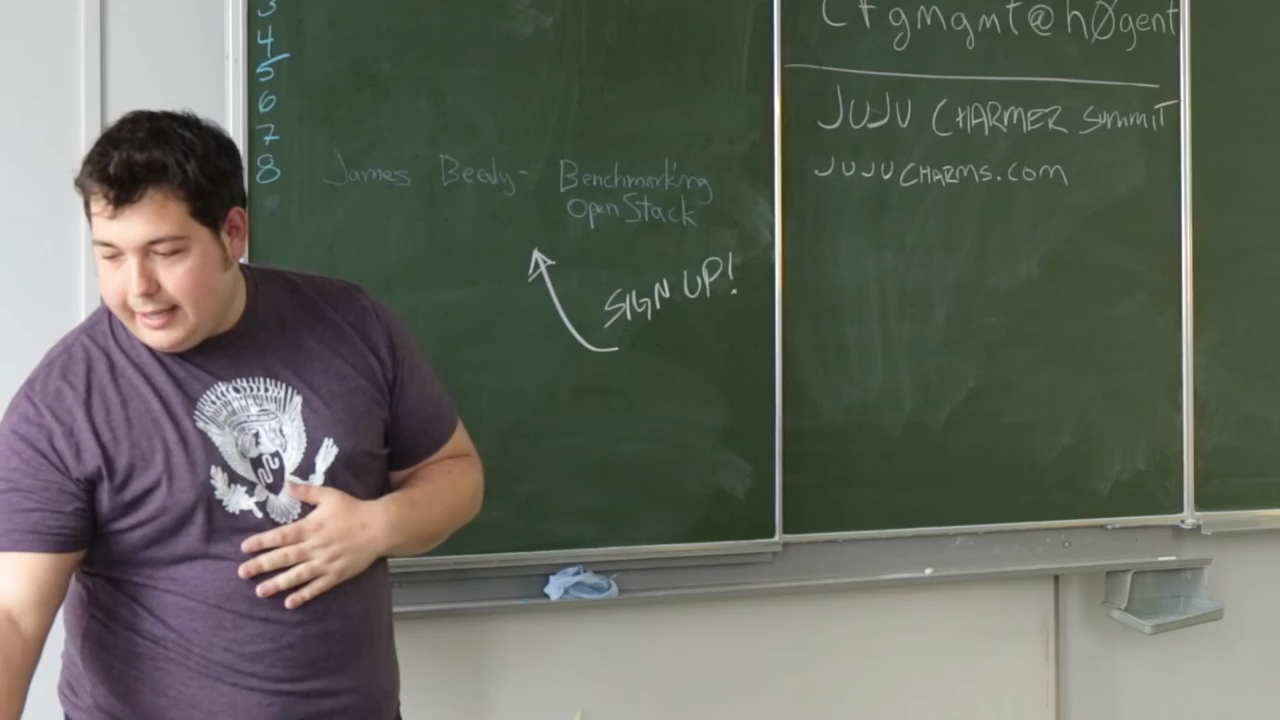 3
4
5
6
7
8 James Beedy - Benchmarking
OpenStack
SIGN UP!
cfgmgmt@h0gent
JUJU CHARMER SUMMIT
JUJUCHARMS.COM